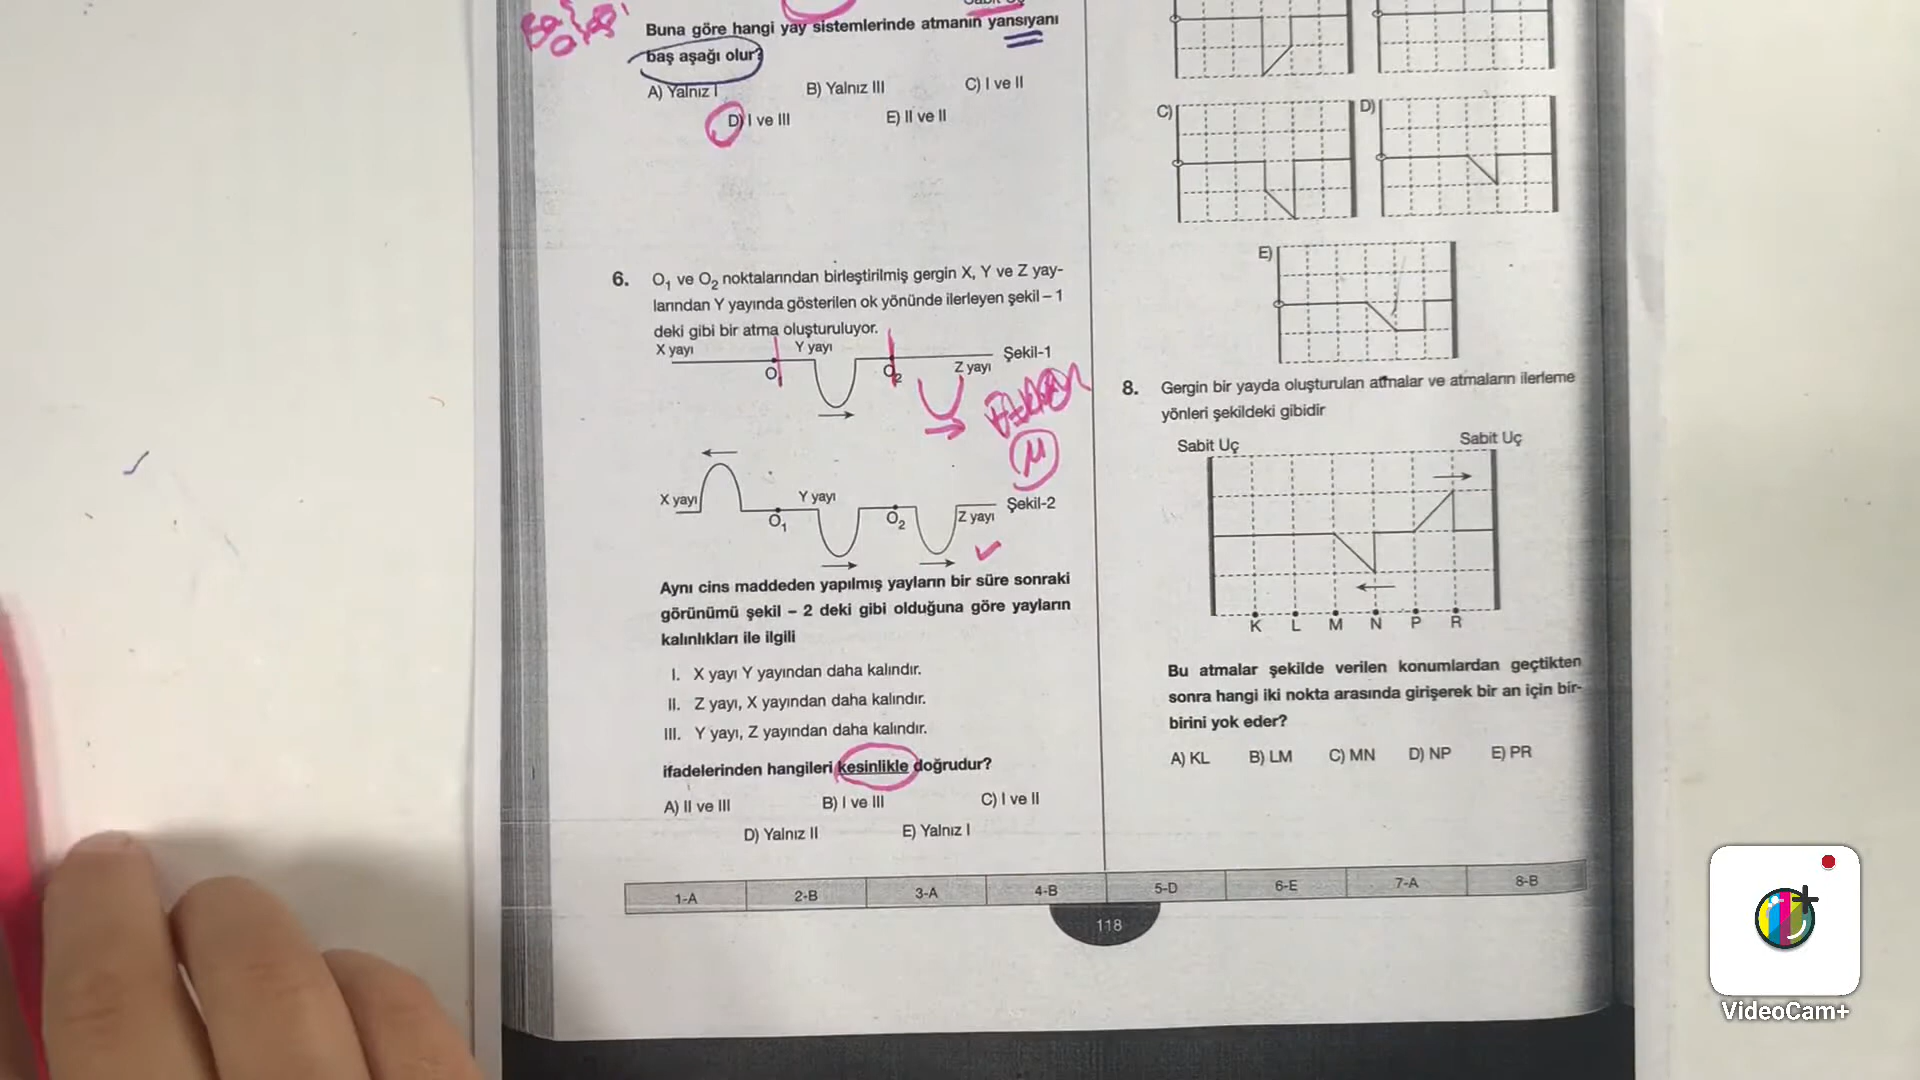 Buna göre hangi yay sistemlerinde atmanın yansıyanı
baş aşağı olur?
A) Yalnız I
B) Yalnız III
C) I ve II
D) I ve III
E) II ve II
6. O₁ ve O₂ noktalarından birleştirilmiş gergin X, Y ve Z yay-
larından Y yayında gösterilen ok yönünde ilerleyen şekil – 1
deki gibi bir atma oluşturuluyor.
X yayı
Y yayı
Şekil-1
O₁
O₂
Z yayı
X yayı
Y yayı
Şekil-2
O₁
O₂
Z yayı
Aynı cins maddeden yapılmış yayların bir süre sonraki
görünümü şekil – 2 deki gibi olduğuna göre yayların
kalınlıkları ile ilgili
I. X yayı Y yayından daha kalındır.
II. Z yayı, X yayından daha kalındır.
III. Y yayı, Z yayından daha kalındır.
ifadelerinden hangileri kesinlikle doğrudur?
A) II ve III
B) I ve III
C) I ve II
D) Yalnız II
E) Yalnız I
C)
D)
E)
8. Gergin bir yayda oluşturulan atmalar ve atmaların ilerleme
yönleri şekildeki gibidir
Sabit Uç
Sabit Uç
K L M N P R
Bu atmalar şekilde verilen konumlardan geçtikten
sonra hangi iki nokta arasında girişerek bir an için bir-
birini yok eder?
A) KL
B) LM
C) MN
D) NP
E) PR
1-A 2-B 3-A 4-B 5-D 6-E 7-A 8-B
118
VideoCam+